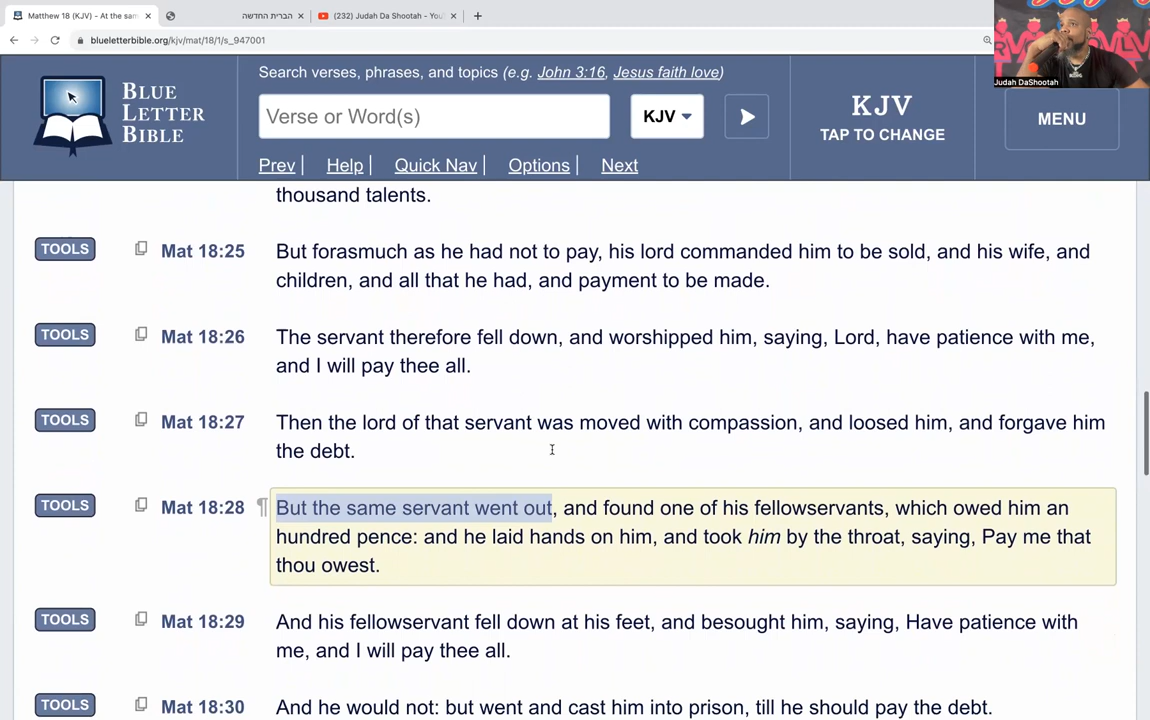 Matthew 18 (KJV) - At the sam
הברית החדשה
(232) Judah Da Shootah - You
blueletterbible.org/kjv/mat/18/1/s_947001
Judah DaShootah
BLUE
LETTER
BIBLE
Search verses, phrases, and topics (e.g. John 3:16, Jesus faith love)
Verse or Word(s)
KJV
KJV
TAP TO CHANGE
MENU
Prev | Help | Quick Nav | Options | Next
thousand talents.
TOOLS Mat 18:25 But forasmuch as he had not to pay, his lord commanded him to be sold, and his wife, and
children, and all that he had, and payment to be made.
TOOLS Mat 18:26 The servant therefore fell down, and worshipped him, saying, Lord, have patience with me,
and I will pay thee all.
TOOLS Mat 18:27 Then the lord of that servant was moved with compassion, and loosed him, and forgave him
the debt.
TOOLS Mat 18:28 ¶ But the same servant went out, and found one of his fellowservants, which owed him an
hundred pence: and he laid hands on him, and took him by the throat, saying, Pay me that
thou owest.
TOOLS Mat 18:29 And his fellowservant fell down at his feet, and besought him, saying, Have patience with
me, and I will pay thee all.
TOOLS Mat 18:30 And he would not: but went and cast him into prison, till he should pay the debt.